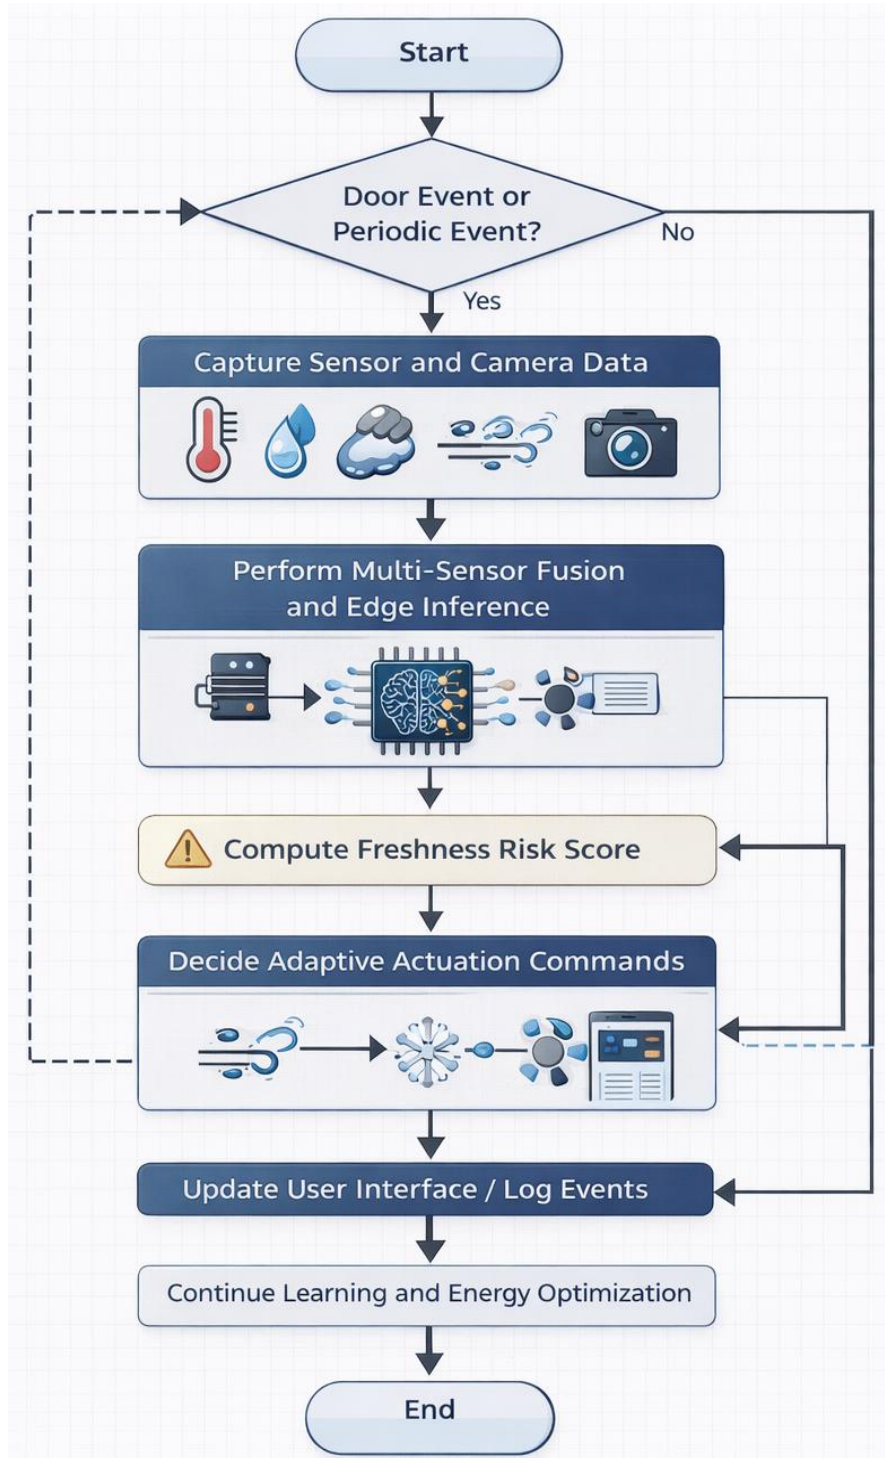 Start
Door Event or
Periodic Event?
No
Yes
Capture Sensor and Camera Data
Perform Multi-Sensor Fusion
and Edge Inference
Compute Freshness Risk Score
Decide Adaptive Actuation Commands
Update User Interface / Log Events
Continue Learning and Energy Optimization
End